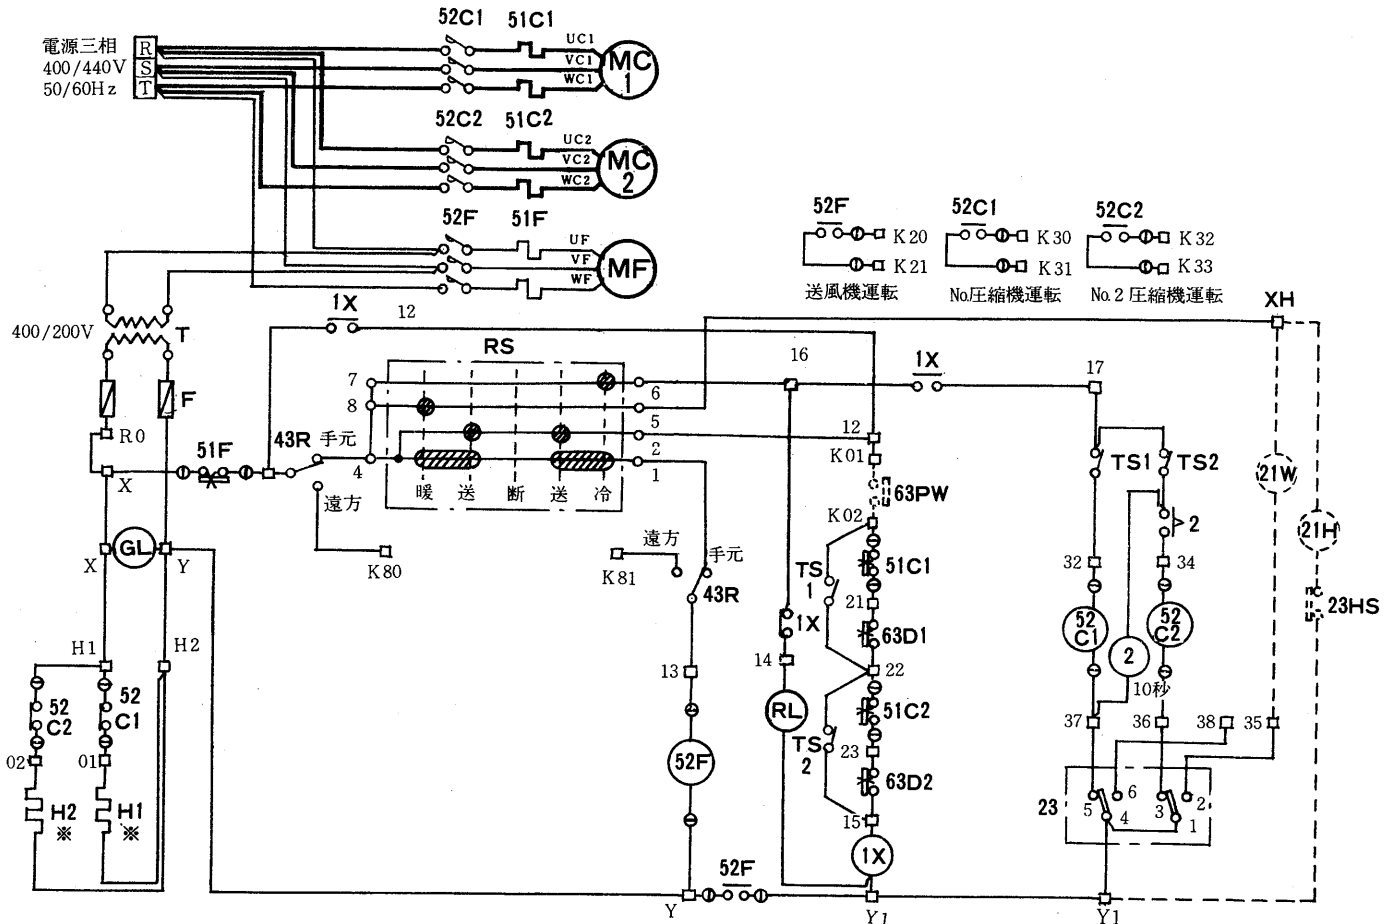 52C1 51C1
電源三相 R
400/440V S
50/60Hz T
UC1
VC1
WC1
MC
1
52C2 51C2
UC2
VC2
WC2
MC
2
52F 51F
UF
VF
WF
MF
52F
K20
K21
送風機運転
52C1
K30
K31
No.圧縮機運転
52C2
K32
K33
No.2 圧縮機運転
400/200V T
1X 12
XH
RS
7
8
4
6
5
2
1
暖 送 断 送 冷
16
1X
17
F
R0
51F
43R 手元
遠方
X
K80
12
K01
63PW
K02
TS1 TS2
21W
21H
23HS
2
X GL Y
遠方
手元
K81
43R
TS
1
51C1
21
63D1
22
1X
14
RL
32
34
52
C1
52
C2
2
10秒
H1 H2
13
52
C2
52
C1
02
01
H2
※
H1
※
52F
TS
2
51C2
23
63D2
15
1X
37 36 38 35
23
5
6
4
3
2
1
Y
52F
Y1
Y1